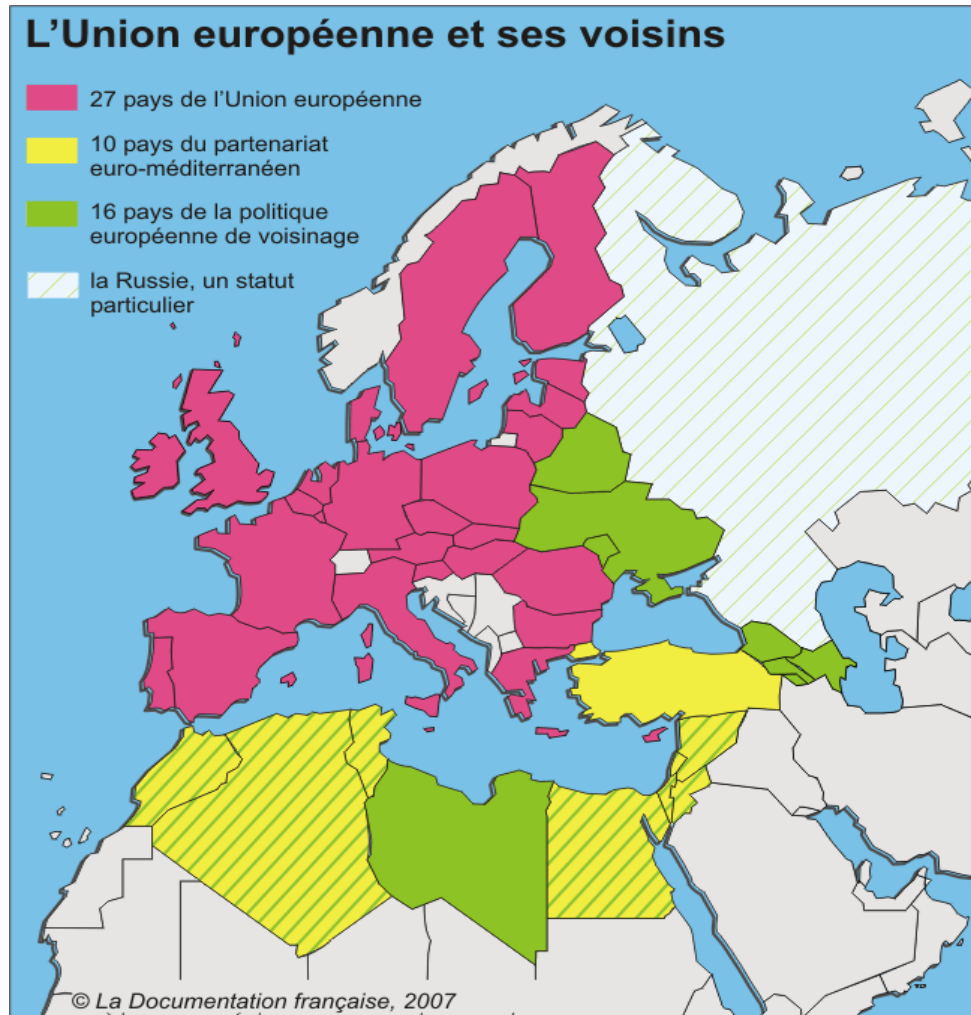 L’Union européenne et ses voisins
27 pays de l’Union européenne
10 pays du partenariat
euro-méditerranéen
16 pays de la politique
européenne de voisinage
la Russie, un statut
particulier
© La Documentation française, 2007